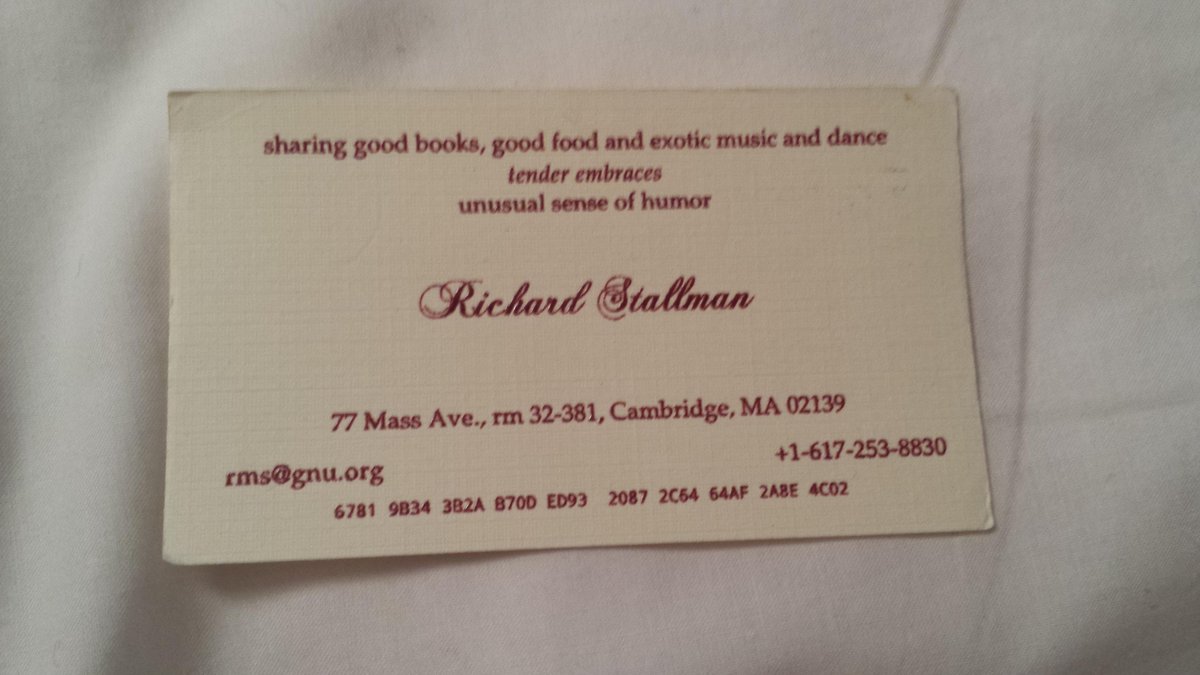 sharing good books, good food and exotic music and dance
tender embraces
unusual sense of humor
Richard Stallman
77 Mass Ave., rm 32-381, Cambridge, MA 02139
+1-617-253-8830
rms@gnu.org
6781 9B34 3B2A B70D ED93 2087 2C64 64AF 2A8E 4C02